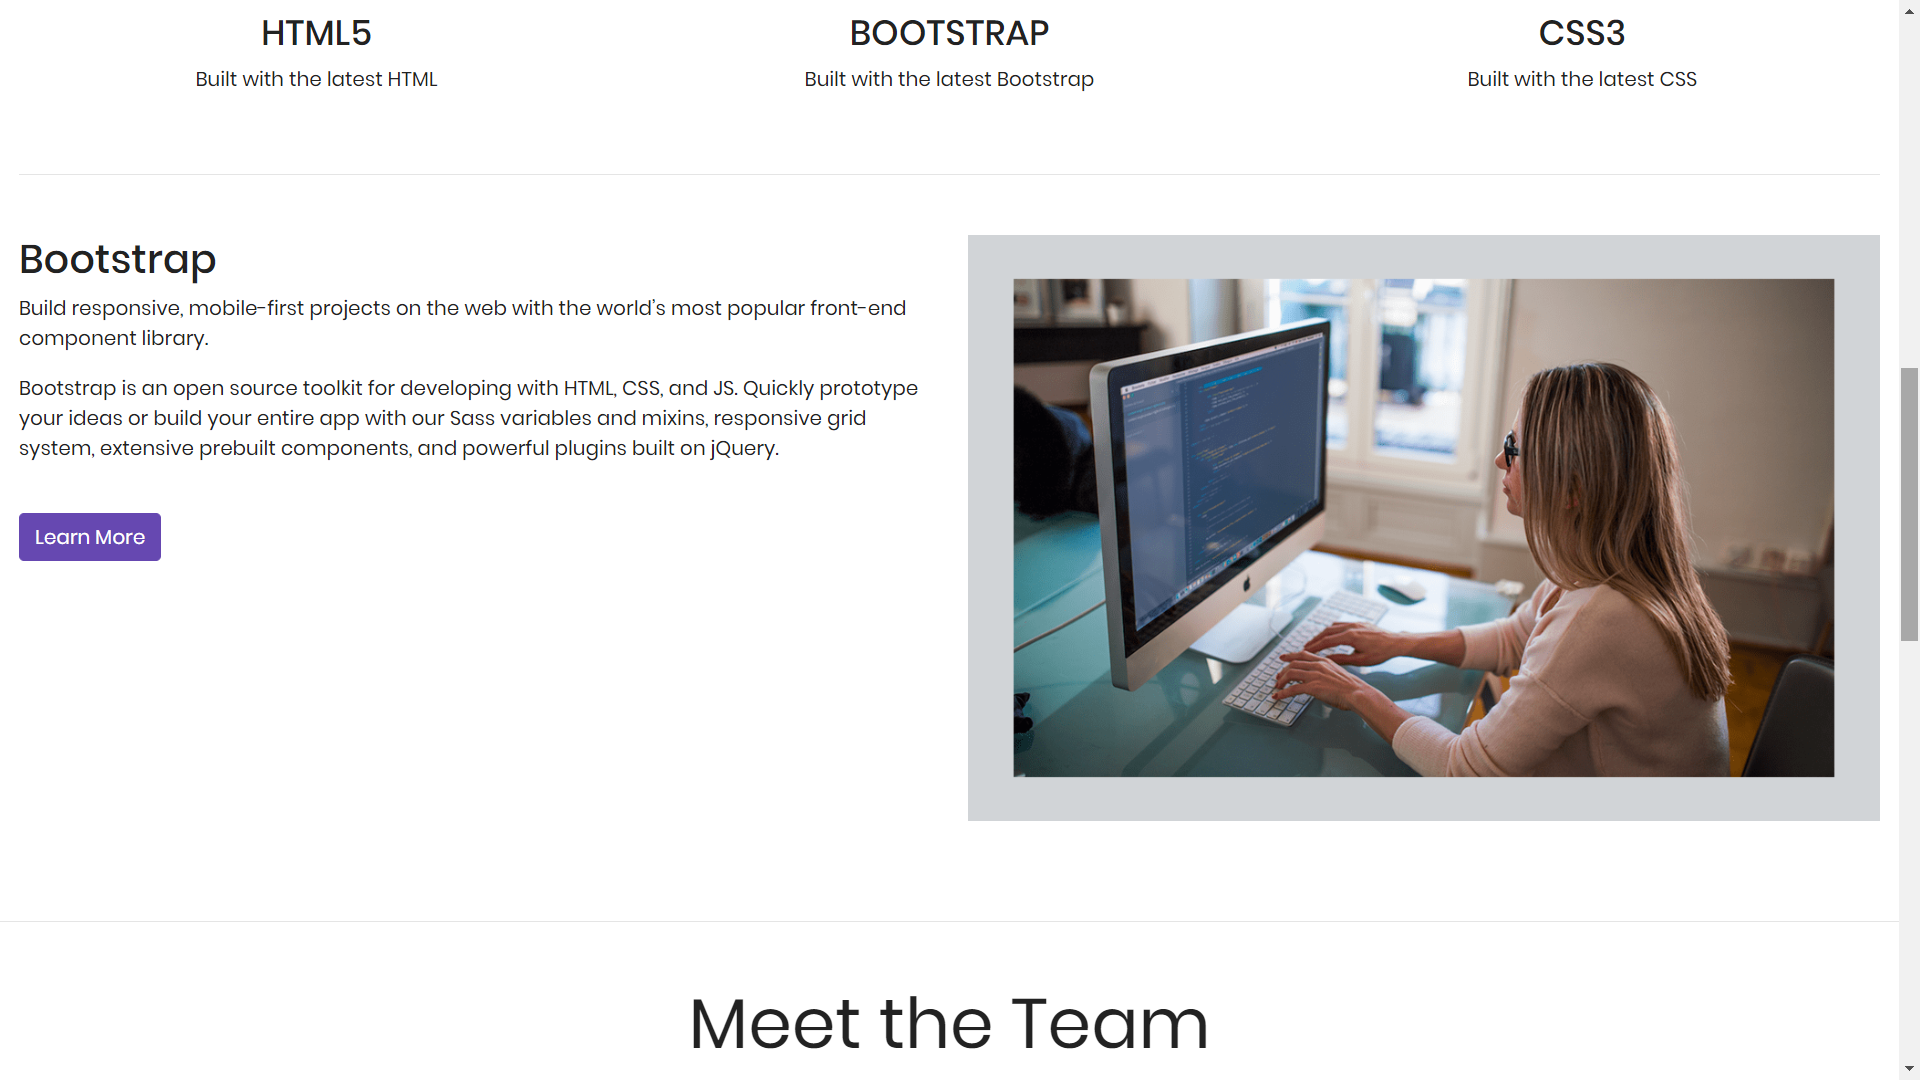 HTML5
BOOTSTRAP
CSS3
Built with the latest HTML
Built with the latest Bootstrap
Built with the latest CSS
Bootstrap
Build responsive, mobile-first projects on the web with the world’s most popular front-end
component library.
Bootstrap is an open source toolkit for developing with HTML, CSS, and JS. Quickly prototype
your ideas or build your entire app with our Sass variables and mixins, responsive grid
system, extensive prebuilt components, and powerful plugins built on jQuery.
Learn More
Meet the Team